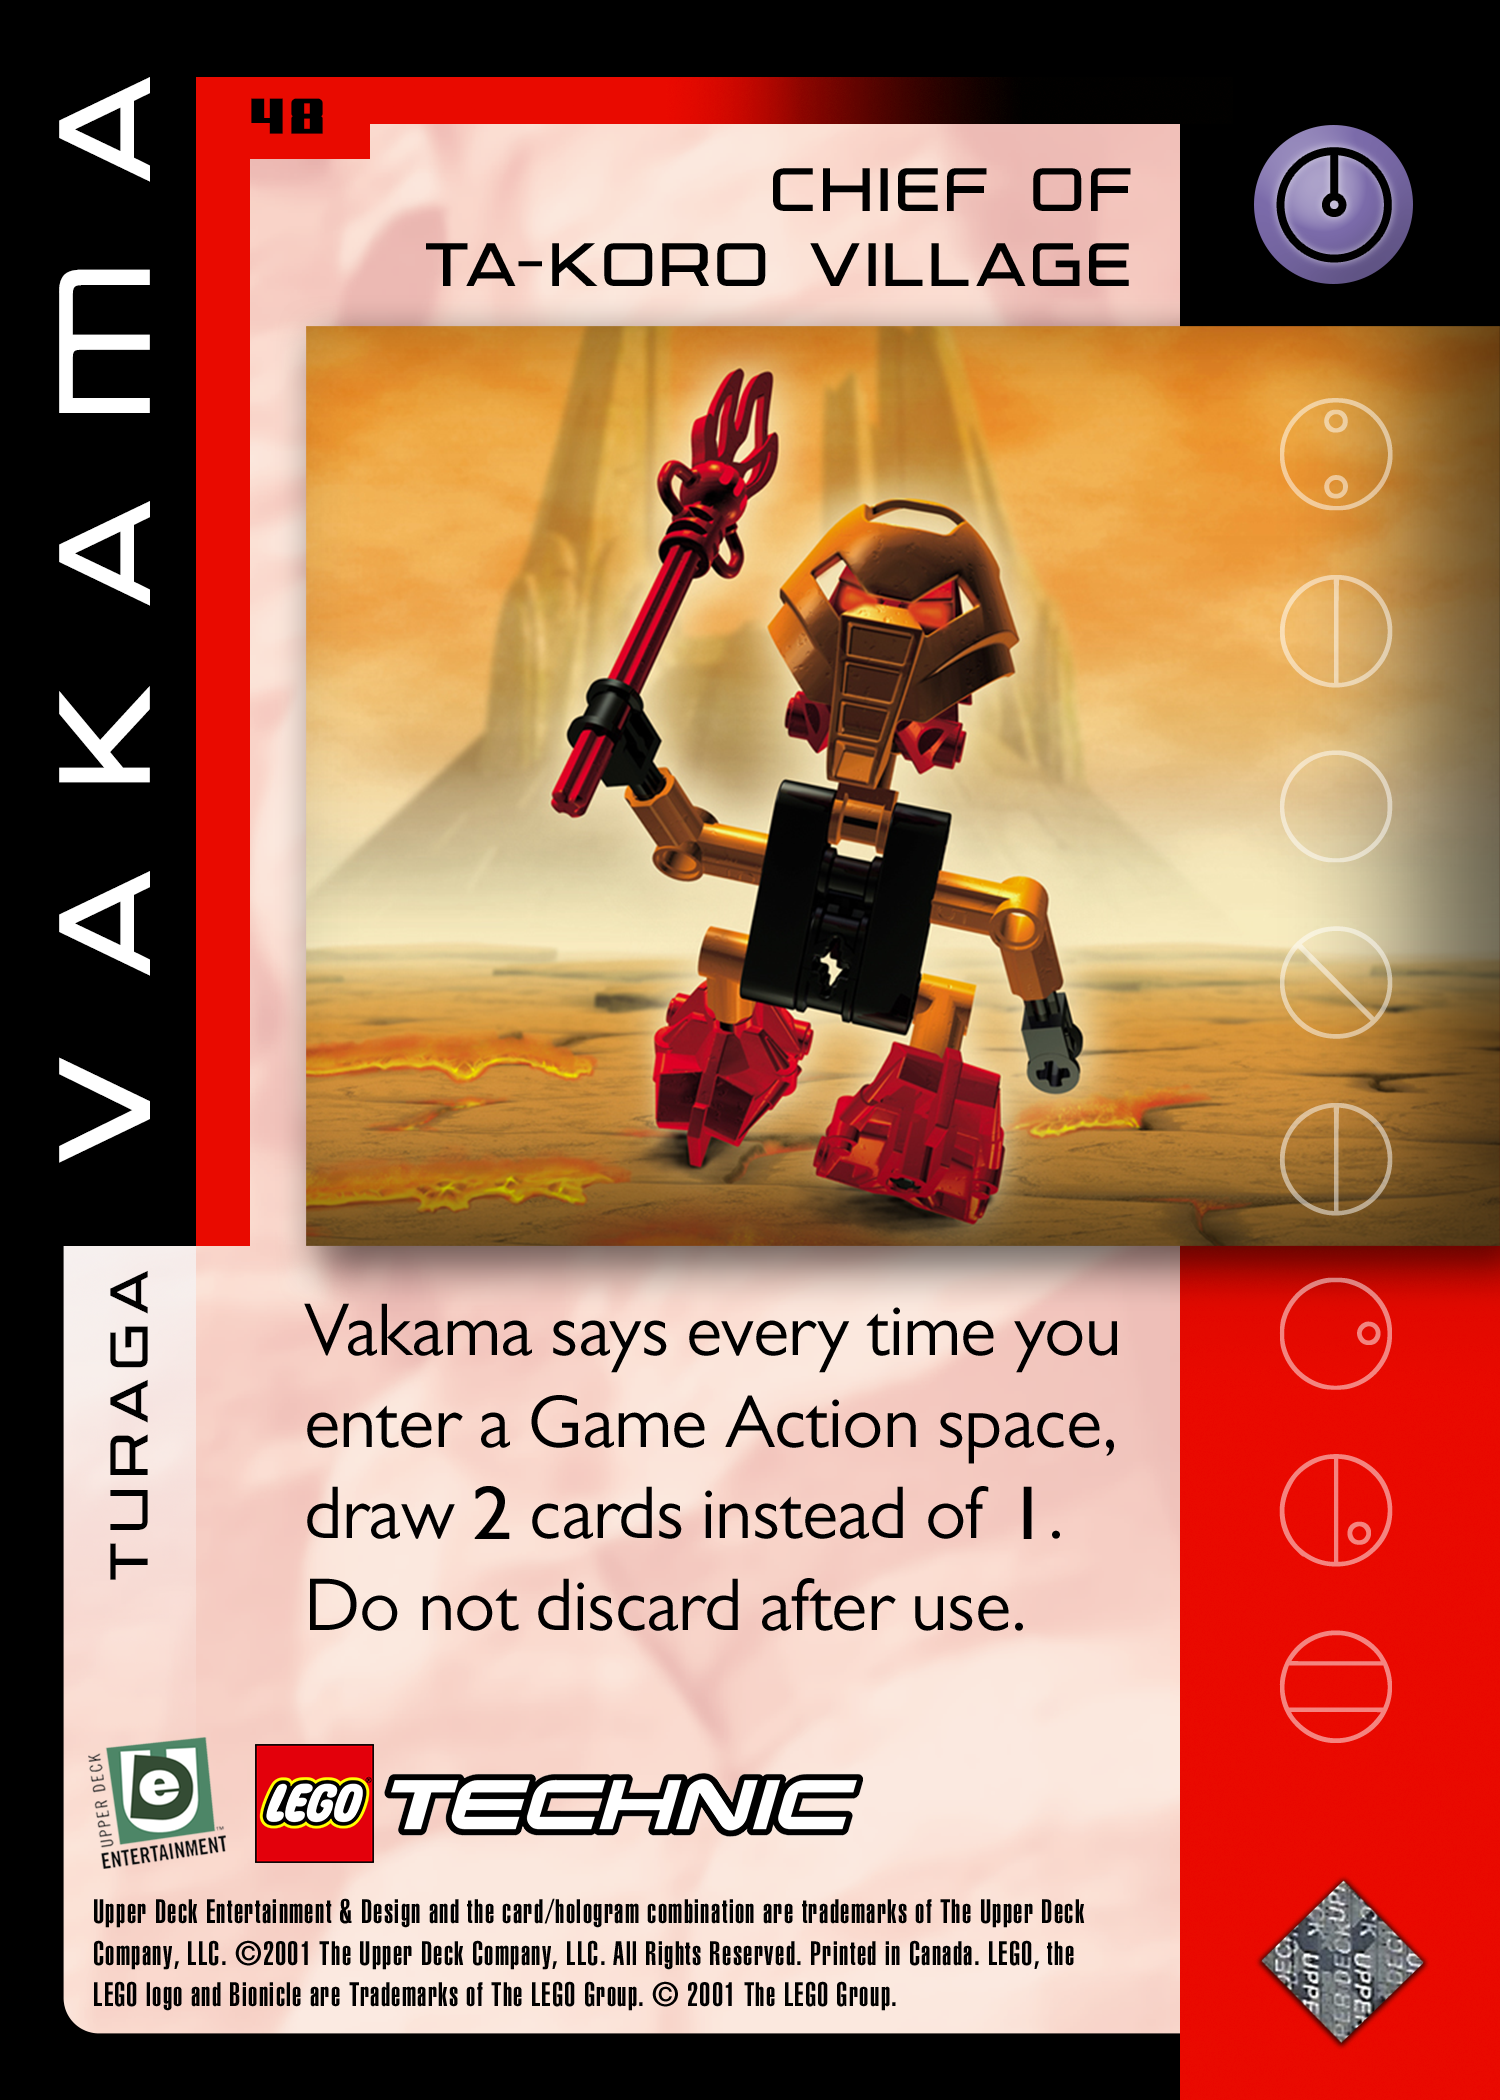 48
CHIEF OF
TA-KORO VILLAGE
VAKAMA
TURAGA
Vakama says every time you
enter a Game Action space,
draw 2 cards instead of 1.
Do not discard after use.
UPPER DECK
e
ENTERTAINMENT™
LEGO TECHNIC
Upper Deck Entertainment & Design and the card/hologram combination are trademarks of The Upper Deck
Company, LLC. ©2001 The Upper Deck Company, LLC. All Rights Reserved. Printed in Canada. LEGO, the
LEGO logo and Bionicle are Trademarks of The LEGO Group. © 2001 The LEGO Group.